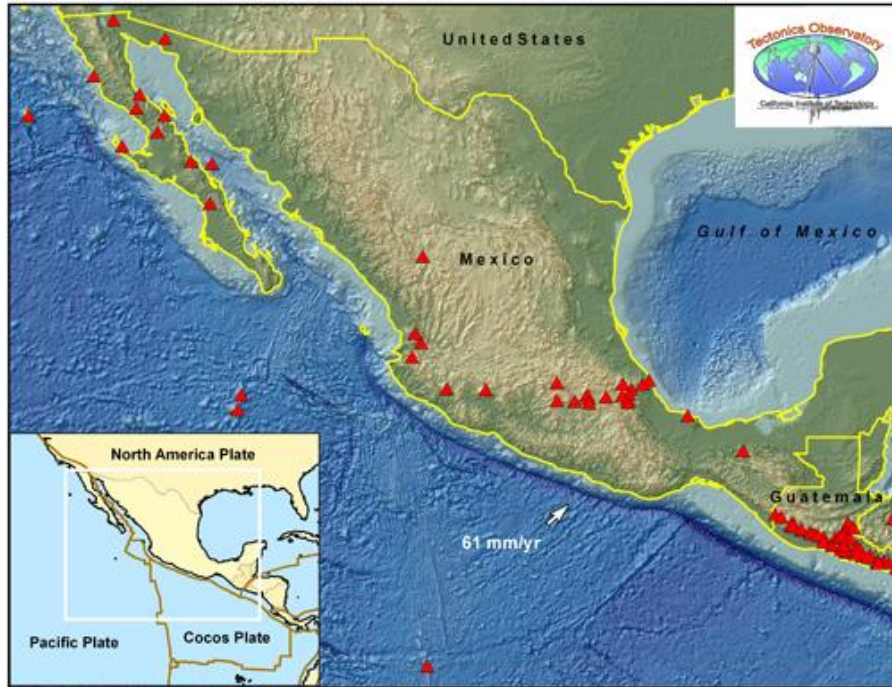 United States
Tectonics Observatory
California Institute of Technology
Gulf of Mexico
Mexico
Guatemala
61 mm/yr
North America Plate
Pacific Plate
Cocos Plate